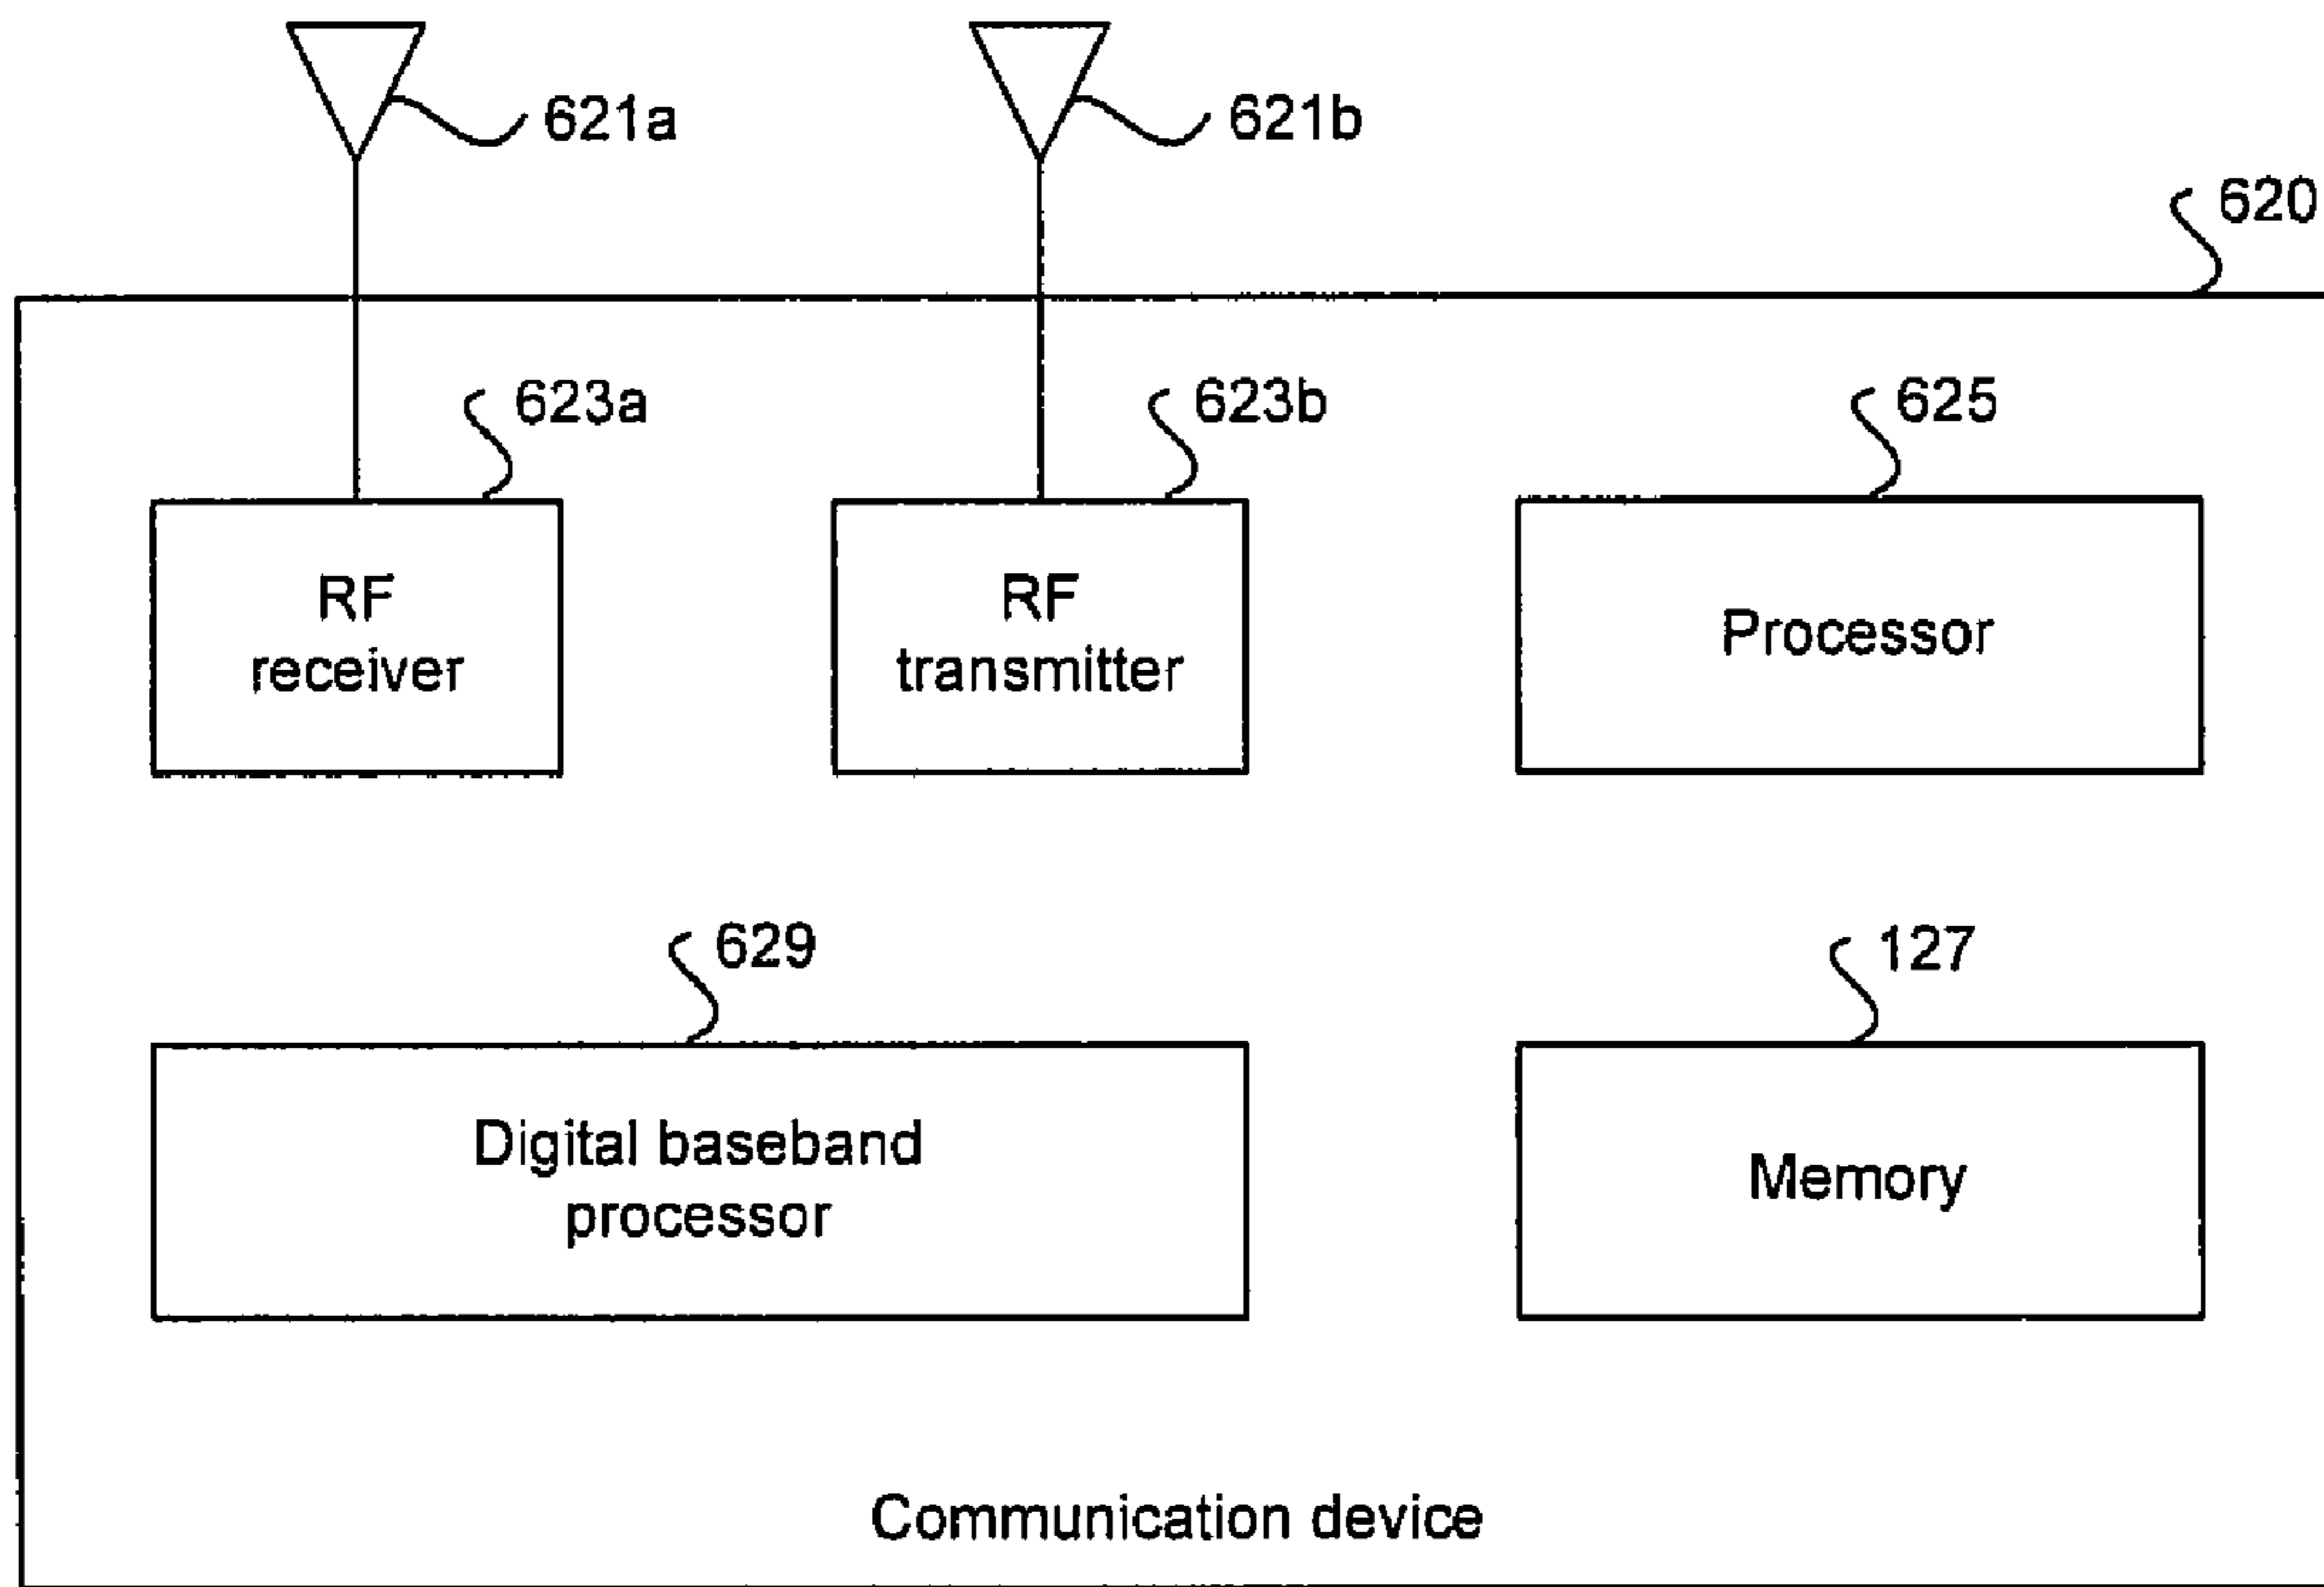 621a
621b
620
623a
623b
625
RF
receiver
RF
transmitter
Processor
629
127
Digital baseband
processor
Memory
Communication device